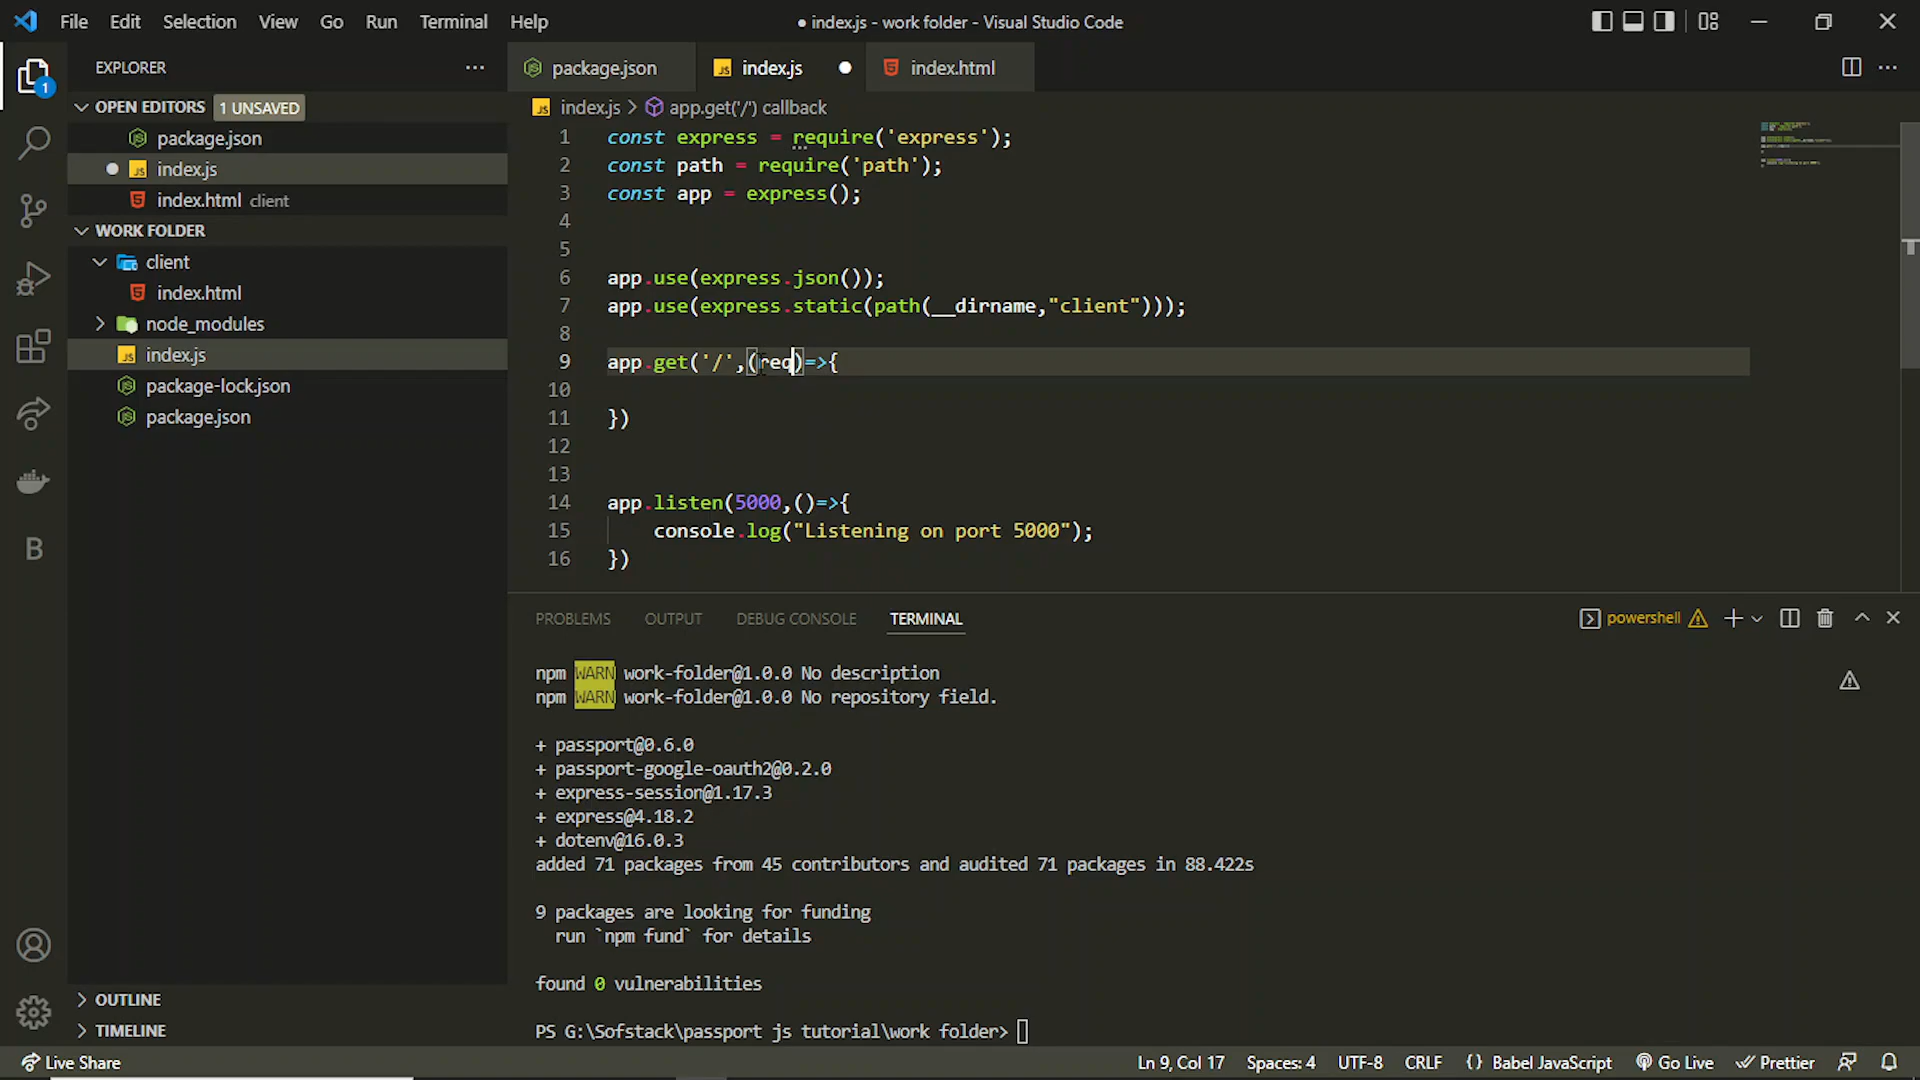 File Edit Selection View Go Run Terminal Help
● index.js - work folder - Visual Studio Code
EXPLORER
OPEN EDITORS 1 UNSAVED
package.json
index.js
index.html client
WORK FOLDER
client
index.html
node_modules
index.js
package-lock.json
package.json
OUTLINE
TIMELINE
1
B
package.json index.js index.html
index.js > app.get('/') callback
1 const express = require('express');
2 const path = require('path');
3 const app = express();
4
5
6 app.use(express.json());
7 app.use(express.static(path(__dirname,"client")));
8
9 app.get('/',(req)=>{
10
11 })
12
13
14 app.listen(5000,()=>{
15 console.log("Listening on port 5000");
16 })
PROBLEMS OUTPUT DEBUG CONSOLE TERMINAL
powershell
npm WARN work-folder@1.0.0 No description
npm WARN work-folder@1.0.0 No repository field.
+ passport@0.6.0
+ passport-google-oauth2@0.2.0
+ express-session@1.17.3
+ express@4.18.2
+ dotenv@16.0.3
added 71 packages from 45 contributors and audited 71 packages in 88.422s
9 packages are looking for funding
run `npm fund` for details
found 0 vulnerabilities
PS G:\Sofstack\passport js tutorial\work folder>
Live Share
Ln 9, Col 17 Spaces: 4 UTF-8 CRLF {} Babel JavaScript Go Live Prettier